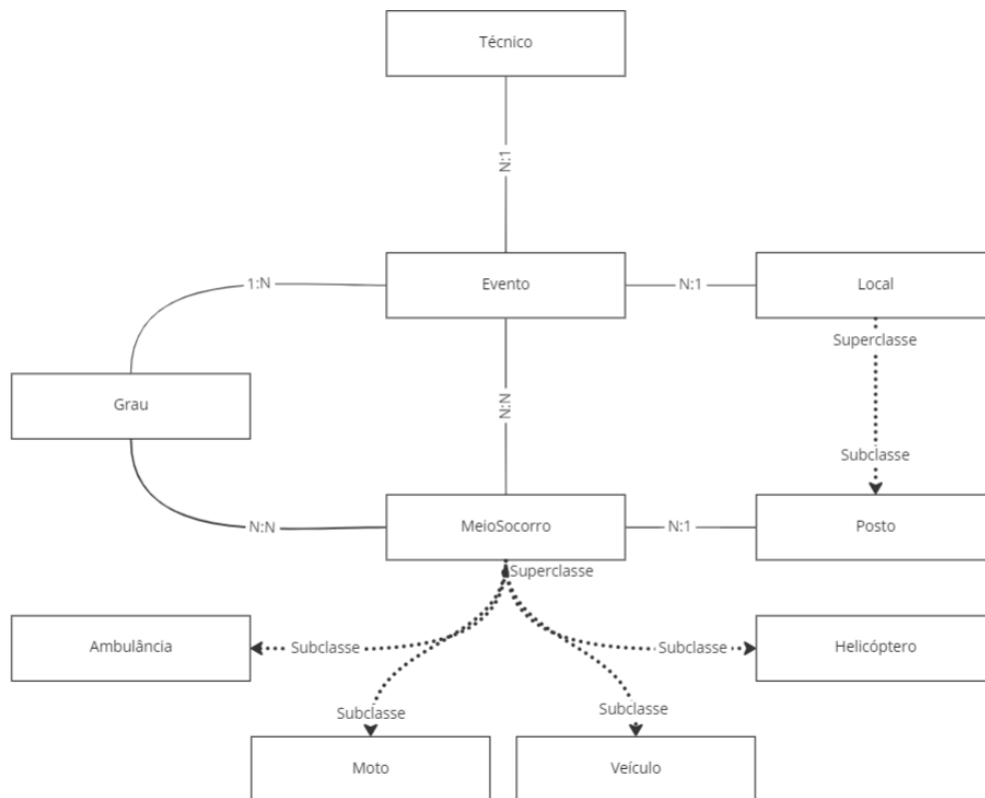 Técnico
N:1
1:N
Evento
N:1
Local
Superclasse
Grau
N:N
Subclasse
N:N
MeioSocorro
N:1
Posto
Superclasse
Ambulância
Subclasse
Subclasse
Helicóptero
Subclasse
Subclasse
Moto
Veículo